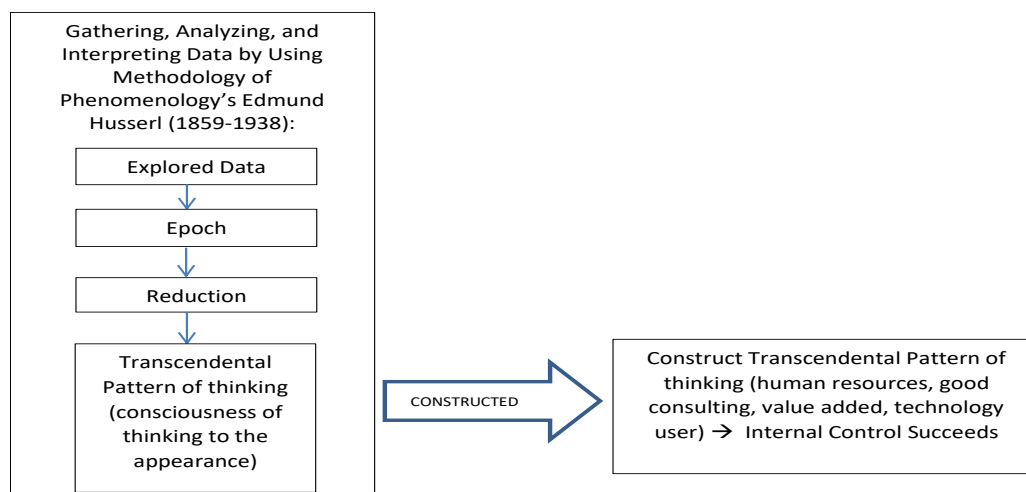 Gathering, Analyzing, and
Interpreting Data by Using
Methodology of
Phenomenology’s Edmund
Husserl (1859-1938):
Explored Data
Epoch
Reduction
Transcendental
Pattern of thinking
(consciousness of
thinking to the
appearance)
CONSTRUCTED
Construct Transcendental Pattern of
thinking (human resources, good
consulting, value added, technology
user) → Internal Control Succeeds